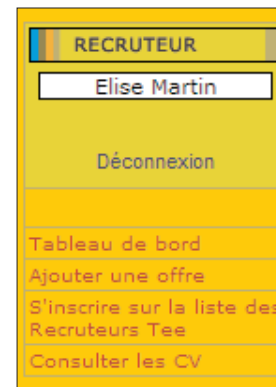 RECRUTEUR
Elise Martin
Déconnexion
Tableau de bord
Ajouter une offre
S'inscrire sur la liste des
Recruteurs Tee
Consulter les CV